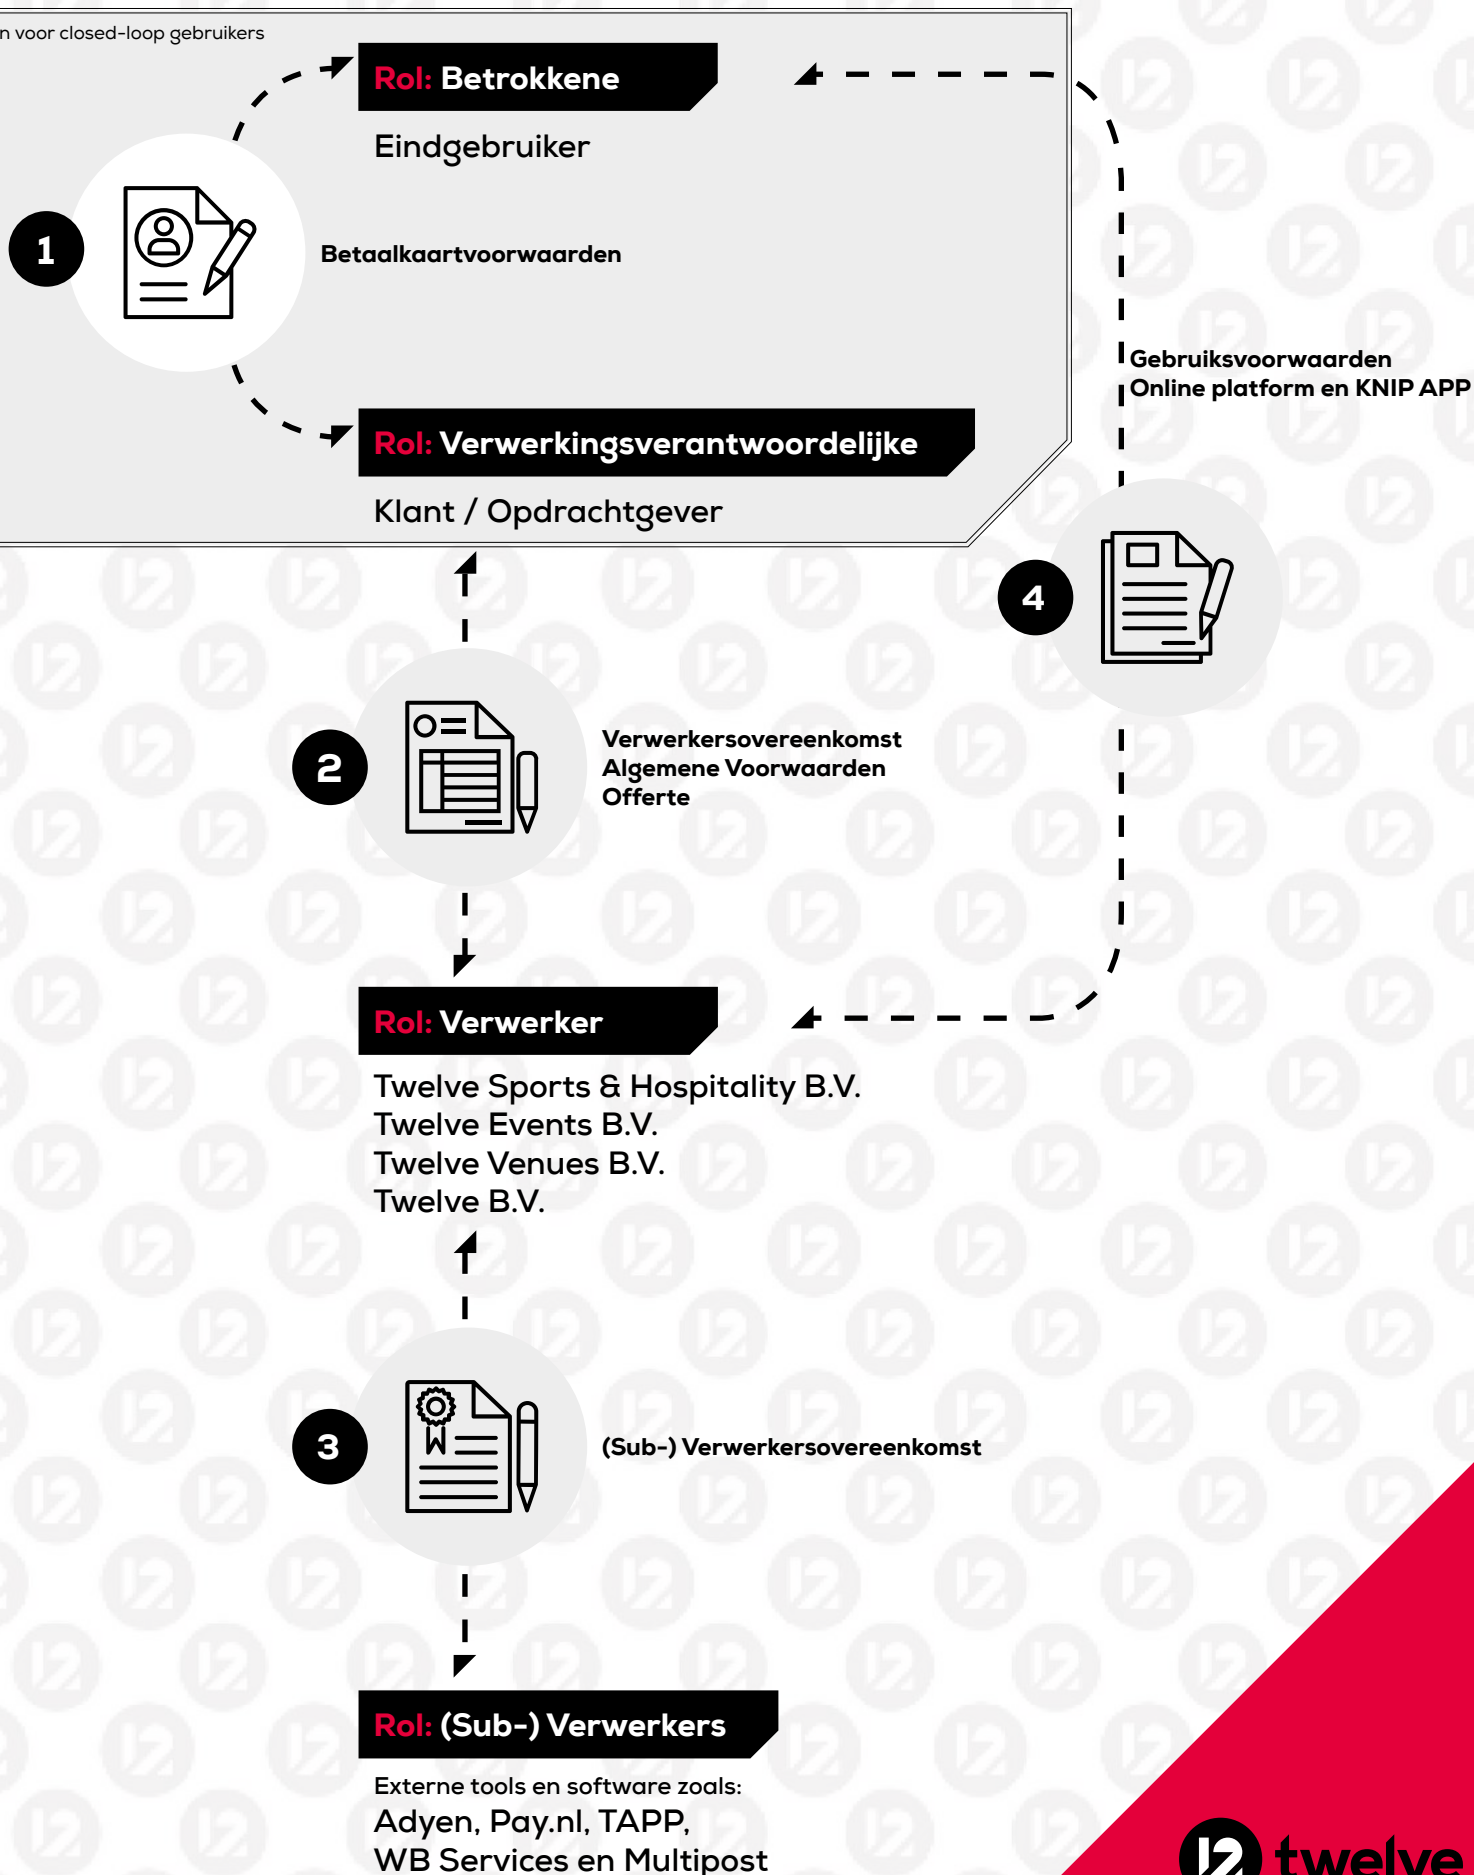 n voor closed-loop gebruikers
Rol: Betrokkene
Eindgebruiker
1
Betaalkaartvoorwaarden
Gebruiksvoorwaarden
Online platform en KNIP APP
Rol: Verwerkingsverantwoordelijke
Klant / Opdrachtgever
4
2
Verwerkersovereenkomst
Algemene Voorwaarden
Offerte
Rol: Verwerker
Twelve Sports & Hospitality B.V.
Twelve Events B.V.
Twelve Venues B.V.
Twelve B.V.
3
(Sub-) Verwerkersovereenkomst
Rol: (Sub-) Verwerkers
Externe tools en software zoals:
Adyen, Pay.nl, TAPP,
WB Services en Multipost
12 twelve